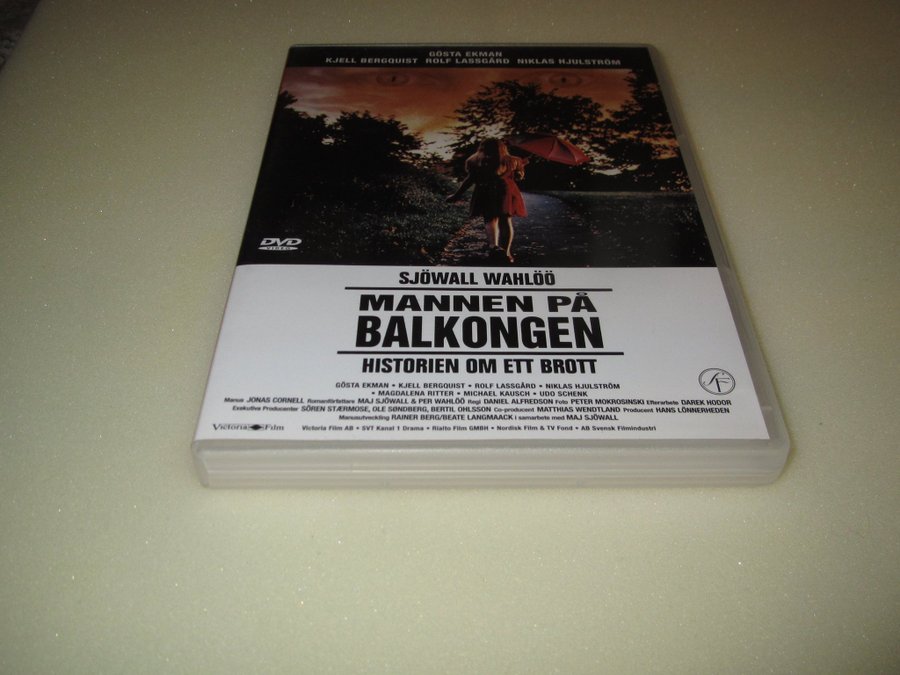 GÖSTA EKMAN
KJELL BERGQUIST ROLF LASSGÅRD NIKLAS HJULSTRÖM
DVD
VIDEO
SJÖWALL WAHLÖÖ
MANNEN PÅ
BALKONGEN
HISTORIEN OM ETT BROTT
SF
GÖSTA EKMAN • KJELL BERGQUIST • ROLF LASSGÅRD • NIKLAS HJULSTRÖM
• MAGDALENA RITTER • MICHAEL KAUSCH • UDO SCHENK
Manus JONAS CORNELL Romanförfattare MAJ SJÖWALL & PER WAHLÖÖ Regi DANIEL ALFREDSON Foto PETER MOKROSINSKI Efterarbete DAREK HODOR
Exekutiva Producenter SÖREN STÆRMOSE, OLE SØNDBERG, BERTIL OHLSSON Co-producent MATTHIAS WENDTLAND Producent HANS LÖNNERHEDEN
Manusutveckling RAINER BERG/BEATE LANGMAACK i samarbete med MAJ SJÖWALL
Victoria Film Victoria Film AB • SVT Kanal 1 Drama • Rialto Film GMBH • Nordisk Film & TV Fond • AB Svensk Filmindustri